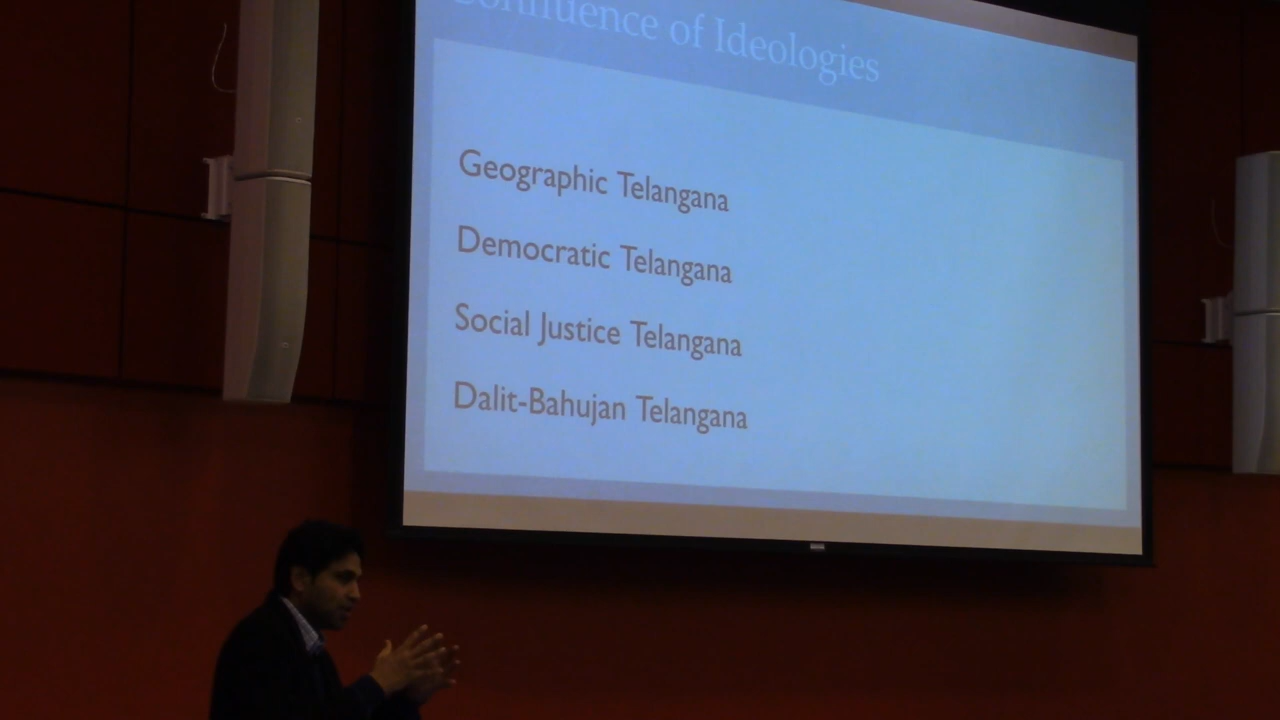 Confluence of Ideologies
Geographic Telangana
Democratic Telangana
Social Justice Telangana
Dalit-Bahujan Telangana